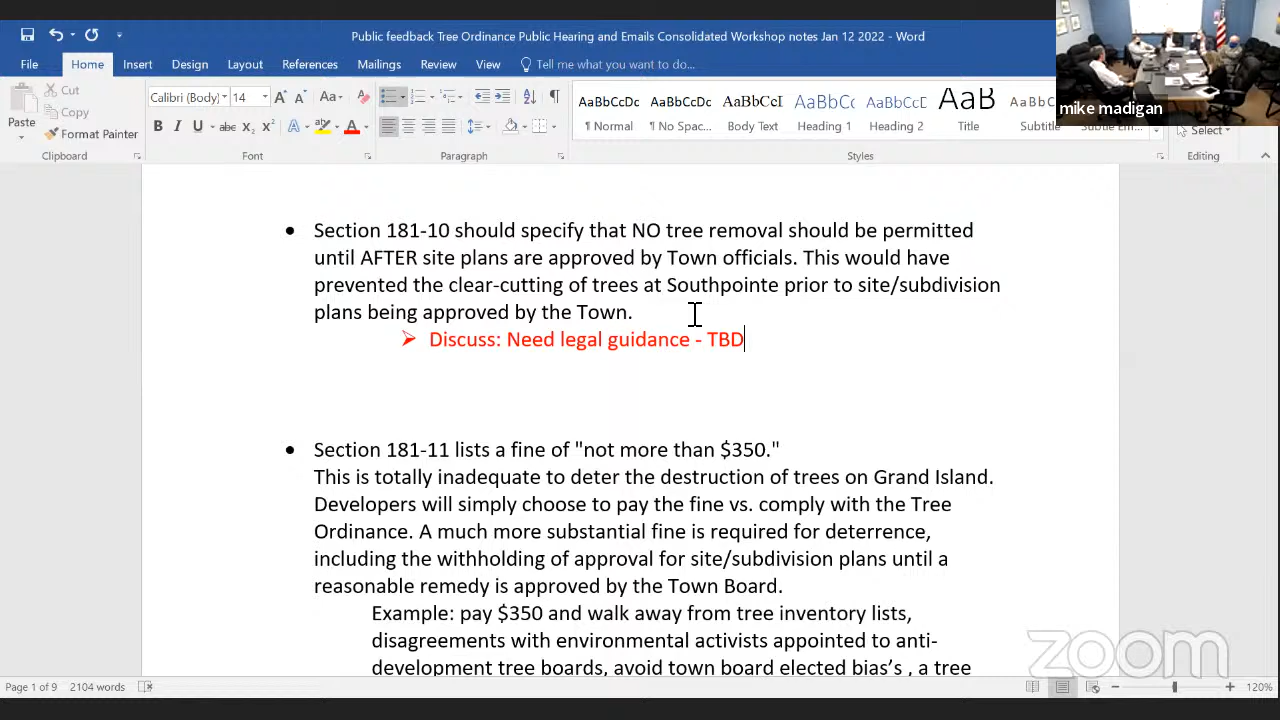 Public feedback Tree Ordinance Public Hearing and Emails Consolidated Workshop notes Jan 12 2022 - Word
mike madigan
File Home Insert Design Layout References Mailings Review View Tell me what you want to do...
Paste
Cut
Copy
Format Painter
Clipboard
Calibri (Body) 14
Font
Paragraph
AaBbCcDc AaBbCcDc AaBbCcI AaBbCc AaBbCcD AaB
¶ Normal ¶ No Spac... Body Text Heading 1 Heading 2 Title Subtitle Subtle Em...
Styles
Select
Editing
• Section 181-10 should specify that NO tree removal should be permitted
until AFTER site plans are approved by Town officials. This would have
prevented the clear-cutting of trees at Southpointe prior to site/subdivision
plans being approved by the Town.
➢ Discuss: Need legal guidance - TBD
• Section 181-11 lists a fine of "not more than $350."
This is totally inadequate to deter the destruction of trees on Grand Island.
Developers will simply choose to pay the fine vs. comply with the Tree
Ordinance. A much more substantial fine is required for deterrence,
including the withholding of approval for site/subdivision plans until a
reasonable remedy is approved by the Town Board.
Example: pay $350 and walk away from tree inventory lists,
disagreements with environmental activists appointed to anti-
development tree boards, avoid town board elected bias’s , a tree
zoom
Page 1 of 9 2104 words
120%